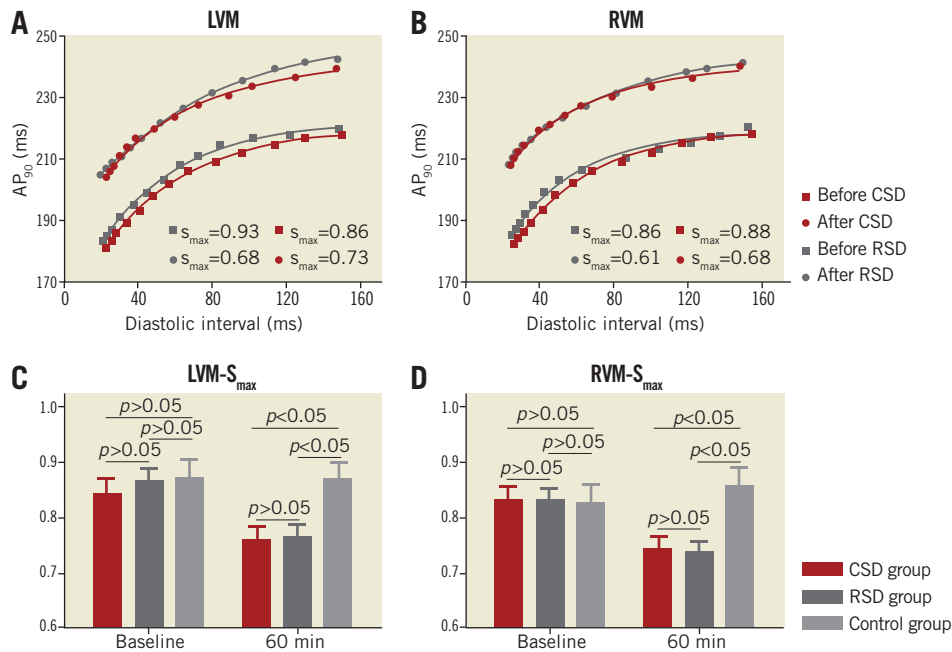 A
LVM
AP90 (ms)
250
230
210
190
170
0
40
80
120
160
Diastolic interval (ms)
smax=0.93
smax=0.86
smax=0.68
smax=0.73
B
RVM
AP90 (ms)
250
230
210
190
170
0
40
80
120
160
Diastolic interval (ms)
smax=0.86
smax=0.88
smax=0.61
smax=0.68
Before CSD
After CSD
Before RSD
After RSD
C
LVM-Smax
1.0
0.9
0.8
0.7
0.6
p>0.05
p>0.05
p>0.05
p<0.05
p<0.05
p>0.05
Baseline
60 min
D
RVM-Smax
1.0
0.9
0.8
0.7
0.6
p>0.05
p>0.05
p>0.05
p<0.05
p<0.05
p>0.05
Baseline
60 min
CSD group
RSD group
Control group